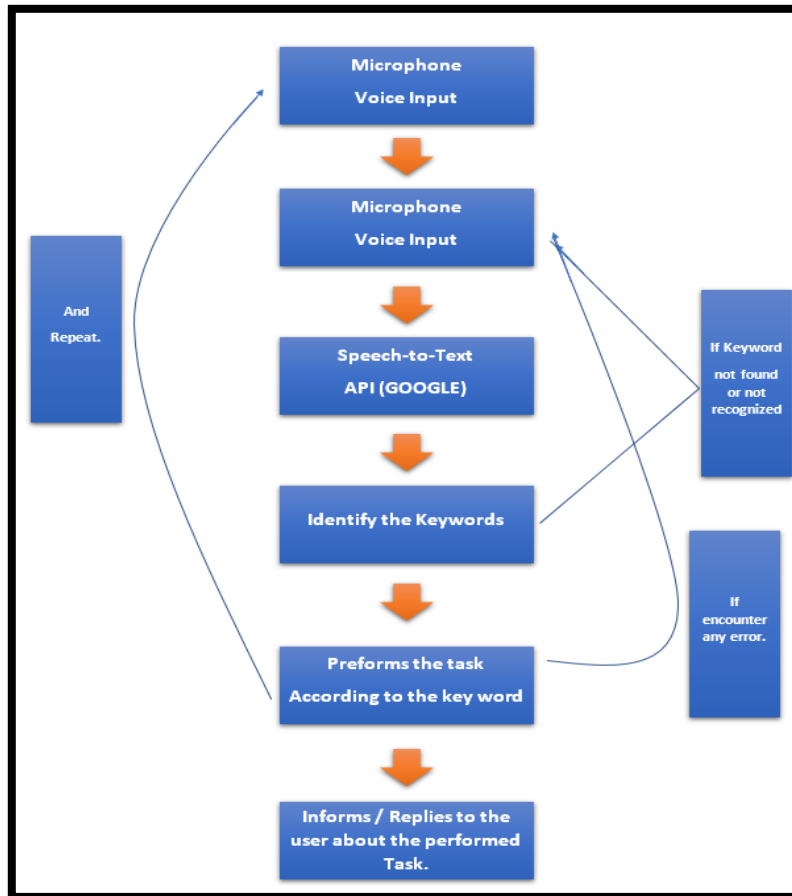 Microphone
Voice Input
Microphone
Voice Input
And
Repeat.
Speech-to-Text
API (GOOGLE)
If Keyword
not found
or not
recognized
Identify the Keywords
If
encounter
any error.
Preforms the task
According to the key word
Informs / Replies to the
user about the performed
Task.